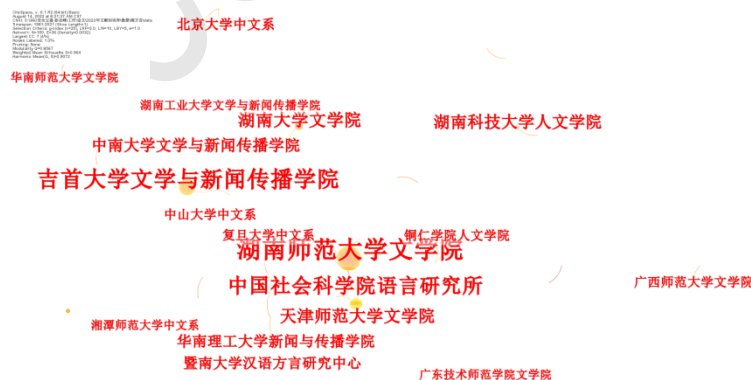 北京大学中文系
华南师范大学文学院
湖南工业大学文学与新闻传播学院
湖南大学文学院
湖南科技大学人文学院
中南大学文学与新闻传播学院
吉首大学文学与新闻传播学院
中山大学中文系
复旦大学中文系
铜仁学院人文学院
湖南师范大学文学院
中国社会科学院语言研究所
广西师范大学文学院
天津师范大学文学院
湘潭师范大学中文系
华南理工大学新闻与传播学院
暨南大学汉语方言研究中心
广东技术师范学院文学院